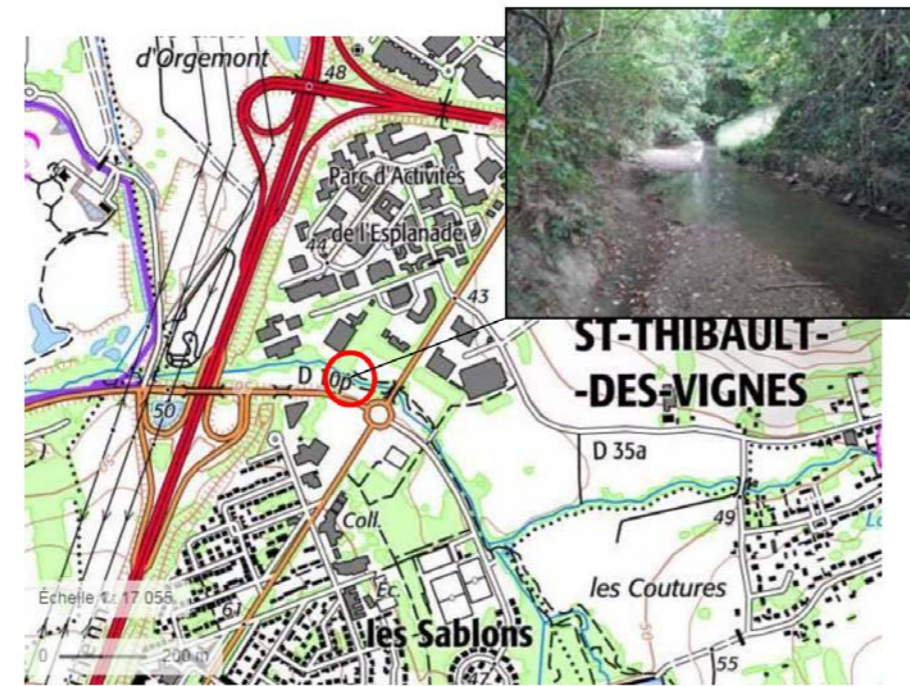 d'Orgemont
48
Parc d'Activités
de l'Esplanade
44
43
ST-THIBAULT-
-DES-VIGNES
D 10p
50
D 35a
Coll.
49
Éc.
les Coutures
Échelle 1 : 17 055
61
les Sablons
0 200 m
47
55